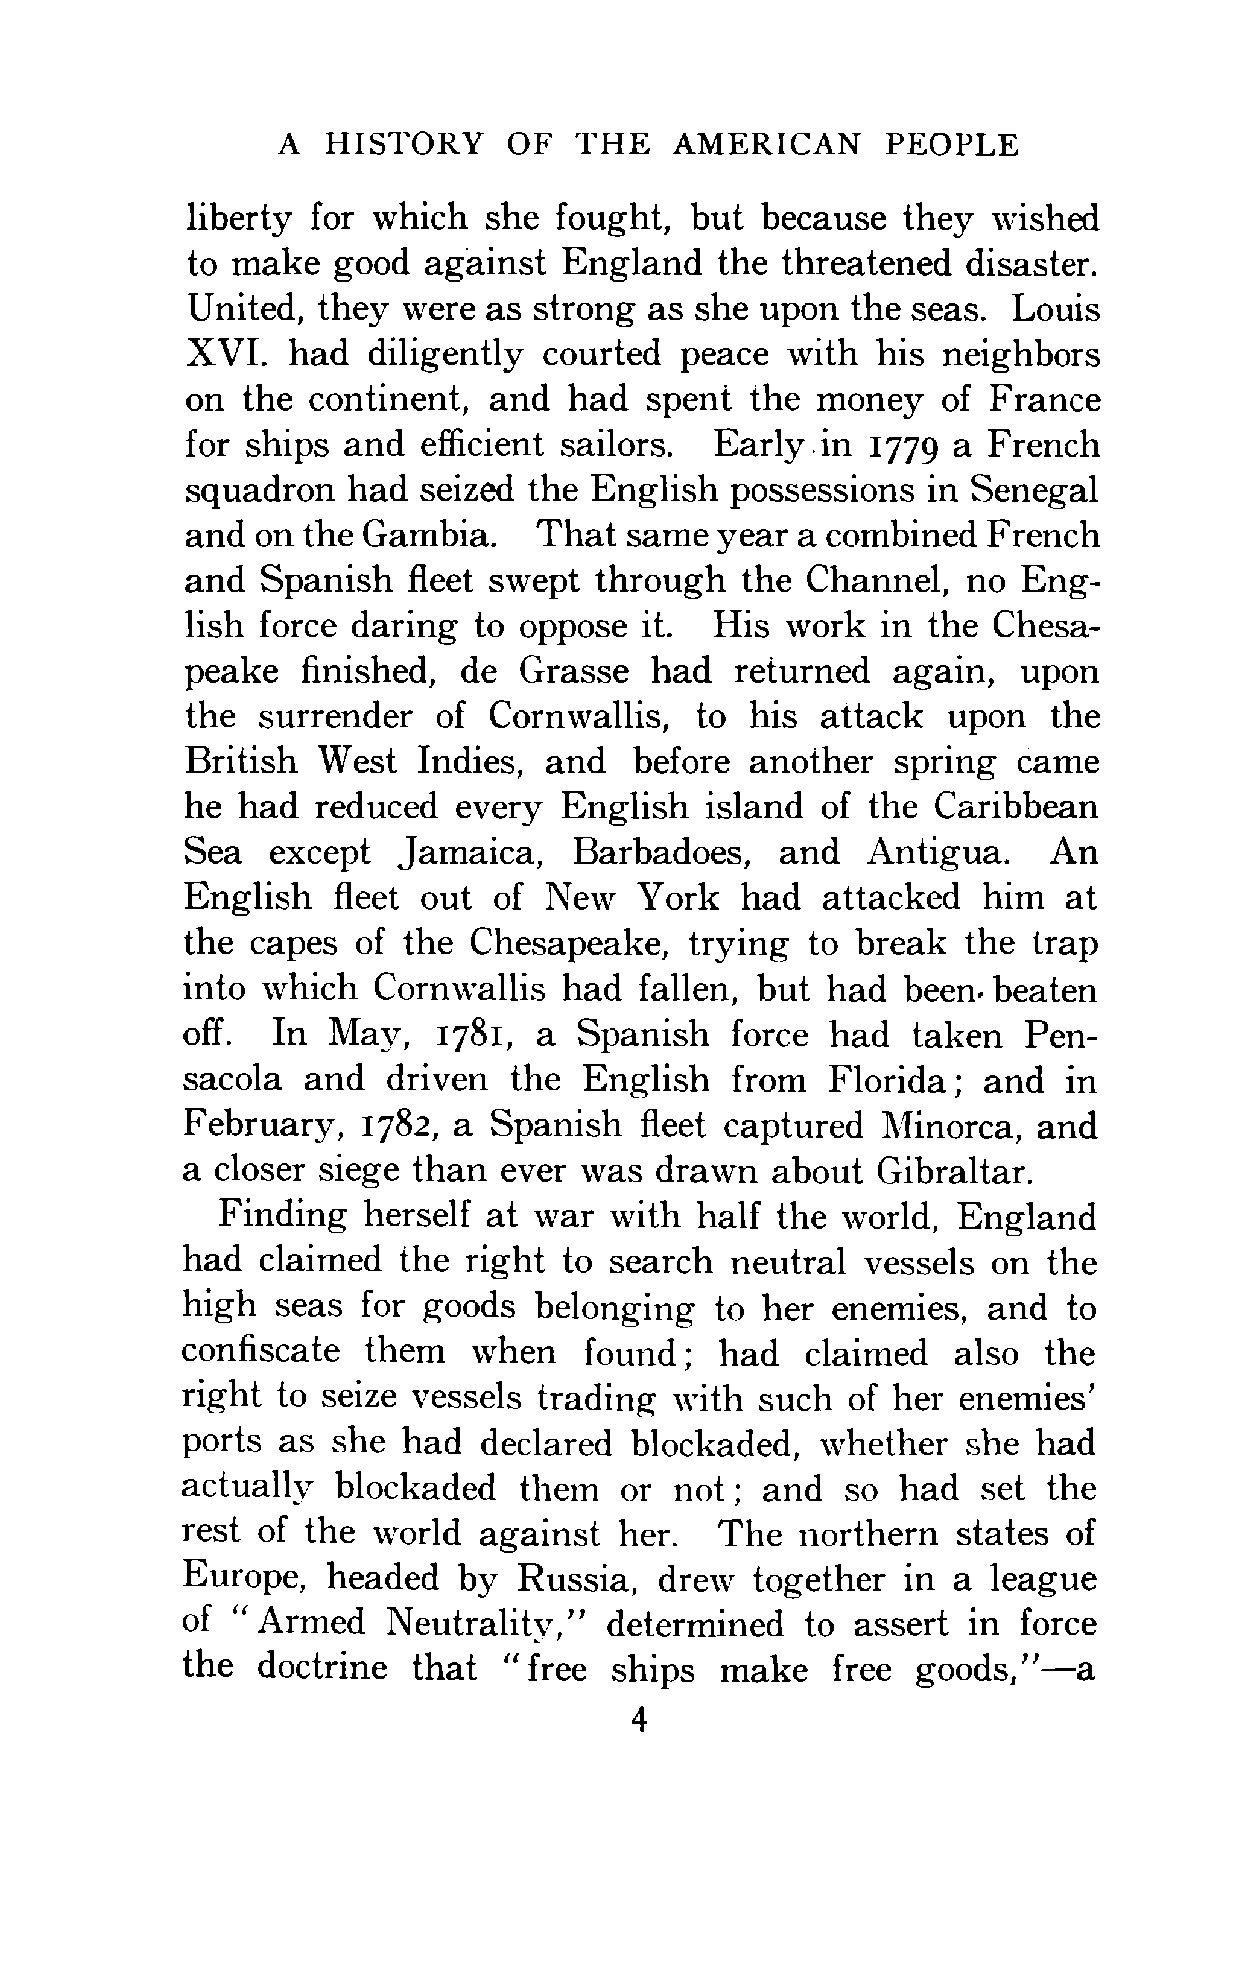 A HISTORY OF THE AMERICAN PEOPLE
liberty for which she fought, but because they wished
to make good against England the threatened disaster.
United, they were as strong as she upon the seas. Louis
XVI. had diligently courted peace with his neighbors
on the continent, and had spent the money of France
for ships and efficient sailors. Early in 1779 a French
squadron had seized the English possessions in Senegal
and on the Gambia. That same year a combined French
and Spanish fleet swept through the Channel, no Eng-
lish force daring to oppose it. His work in the Chesa-
peake finished, de Grasse had returned again, upon
the surrender of Cornwallis, to his attack upon the
British West Indies, and before another spring came
he had reduced every English island of the Caribbean
Sea except Jamaica, Barbadoes, and Antigua. An
English fleet out of New York had attacked him at
the capes of the Chesapeake, trying to break the trap
into which Cornwallis had fallen, but had been beaten
off. In May, 1781, a Spanish force had taken Pen-
sacola and driven the English from Florida; and in
February, 1782, a Spanish fleet captured Minorca, and
a closer siege than ever was drawn about Gibraltar.
Finding herself at war with half the world, England
had claimed the right to search neutral vessels on the
high seas for goods belonging to her enemies, and to
confiscate them when found; had claimed also the
right to seize vessels trading with such of her enemies'
ports as she had declared blockaded, whether she had
actually blockaded them or not; and so had set the
rest of the world against her. The northern states of
Europe, headed by Russia, drew together in a league
of "Armed Neutrality," determined to assert in force
the doctrine that "free ships make free goods,"—a
4